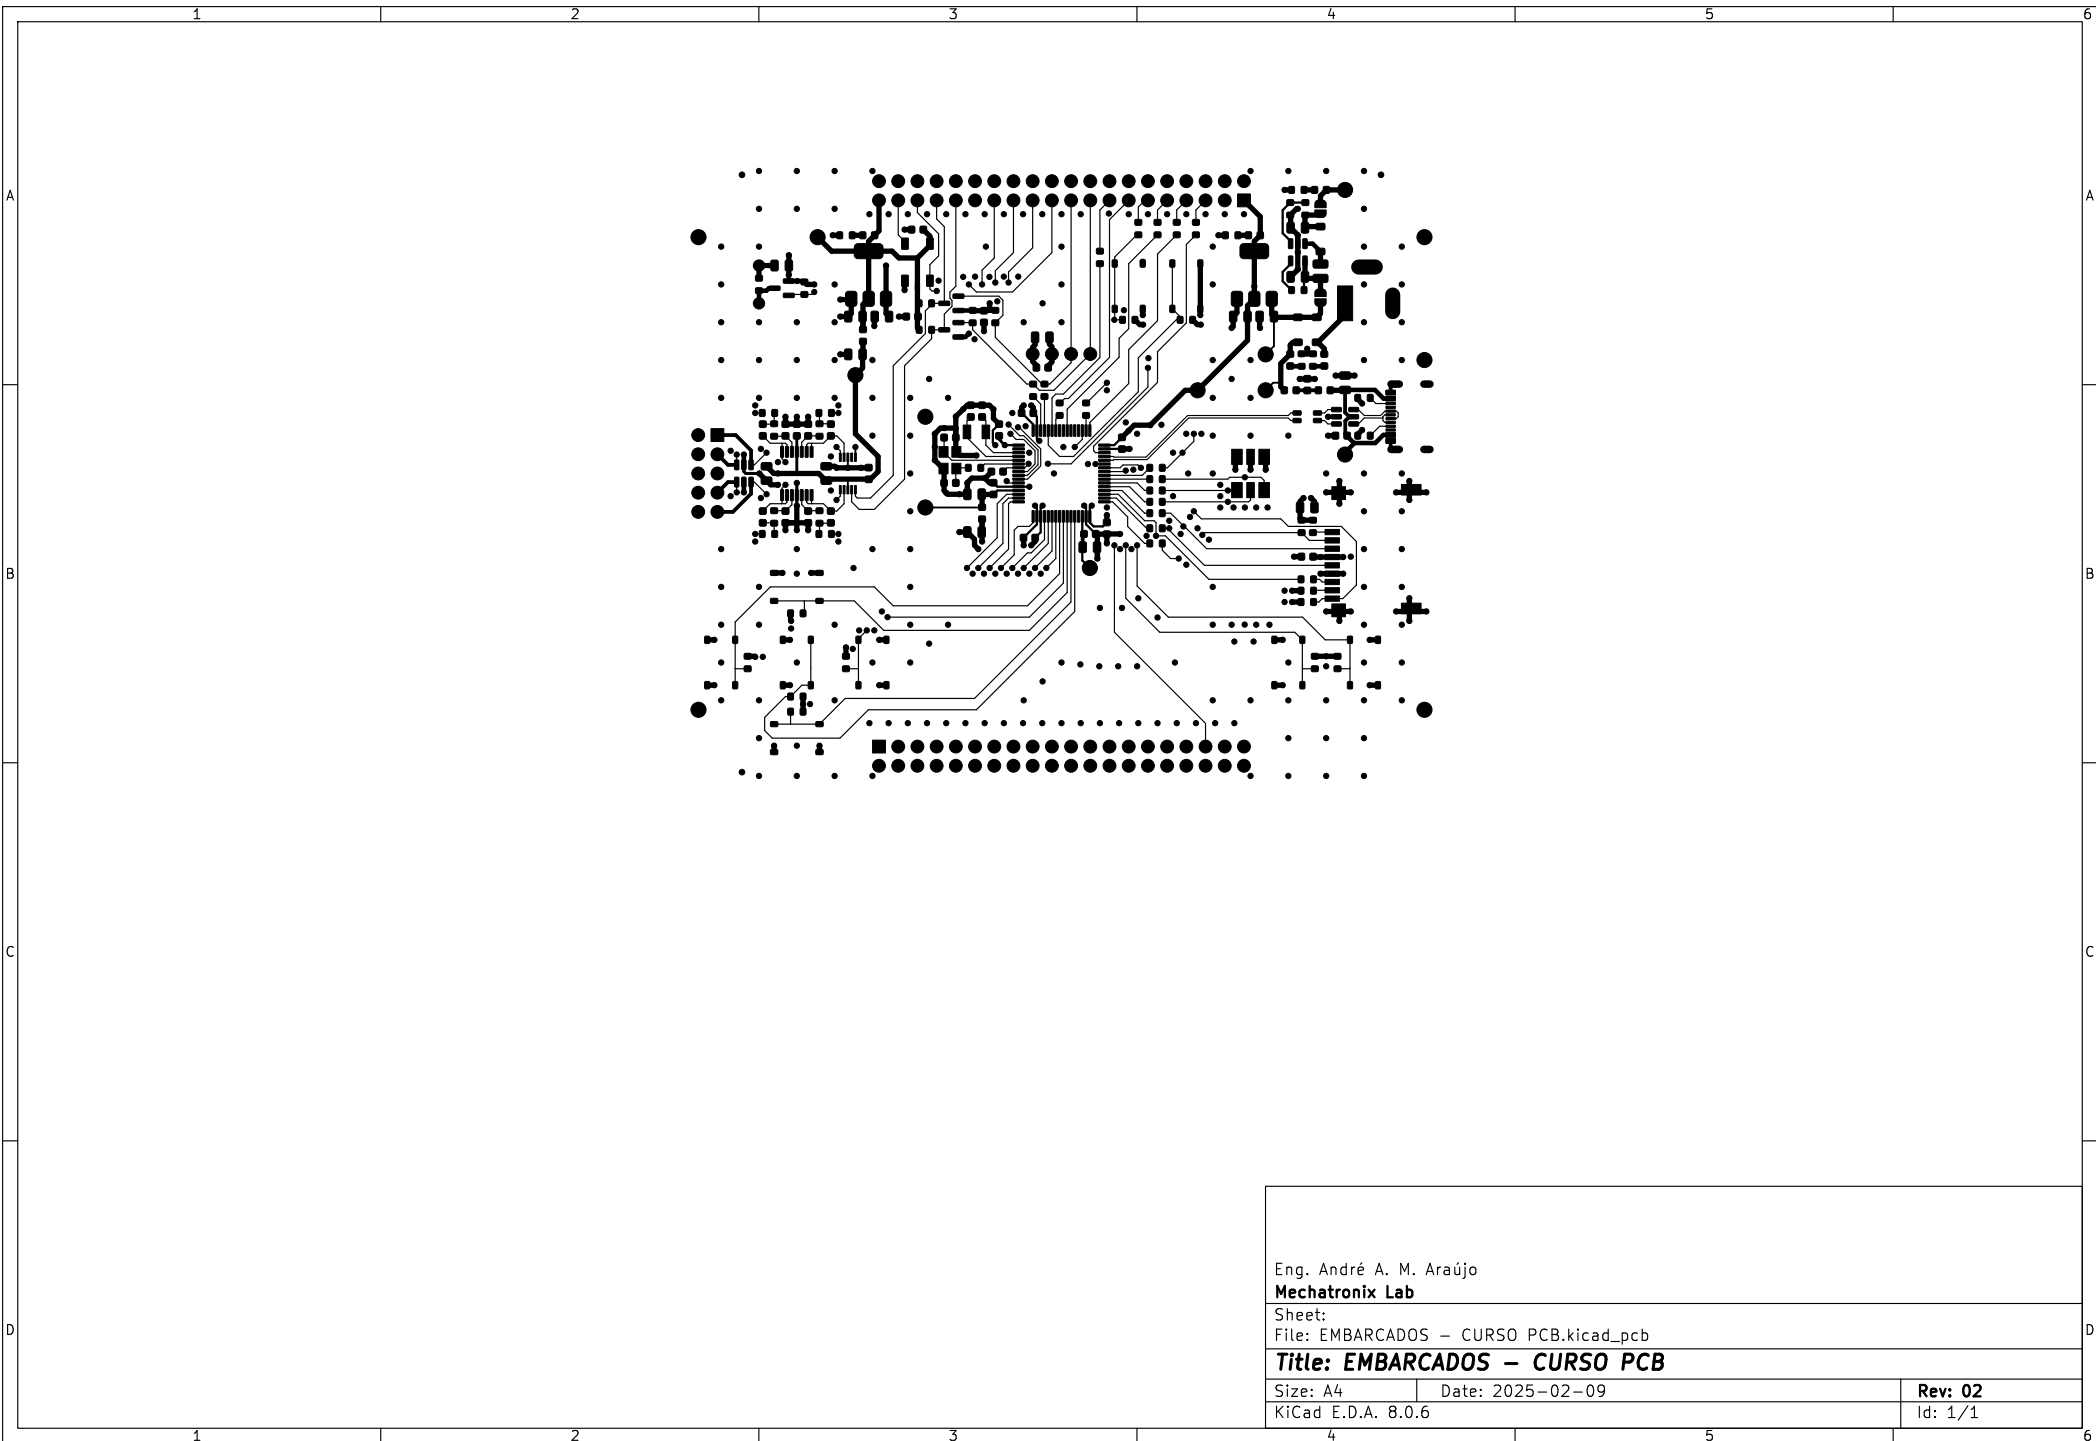 1 2 3 4 5 6
A A
B B
C C
D D
Eng. André A. M. Araújo
Mechatronix Lab
Sheet:
File: EMBARCADOS – CURSO PCB.kicad_pcb
Title: EMBARCADOS – CURSO PCB
Size: A4 Date: 2025–02–09 Rev: 02
KiCad E.D.A. 8.0.6 Id: 1/1
1 2 3 4 5 6